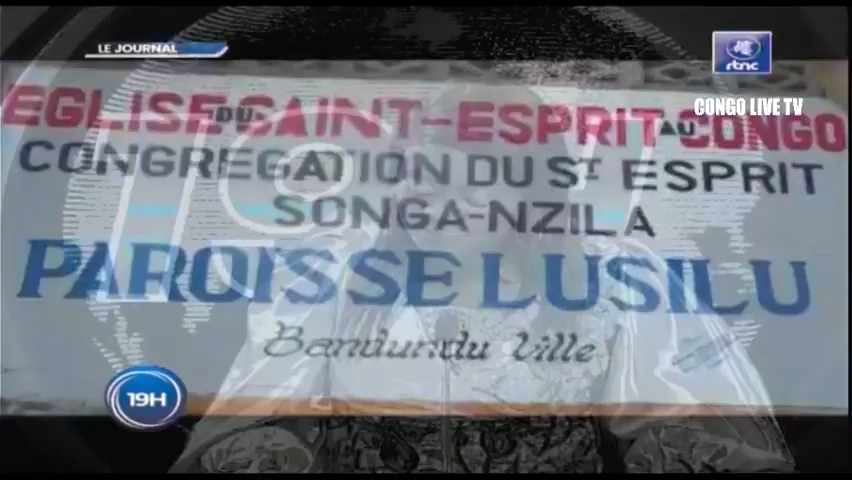 LE JOURNAL
rtnc
CONGO LIVE TV
EGLISE DU SAINT-ESPRIT AU CONGO
CONGREGATION DU ST ESPRIT
SONGA-NZILA
PAROISSE LUSILU
Bandundu Ville
19H